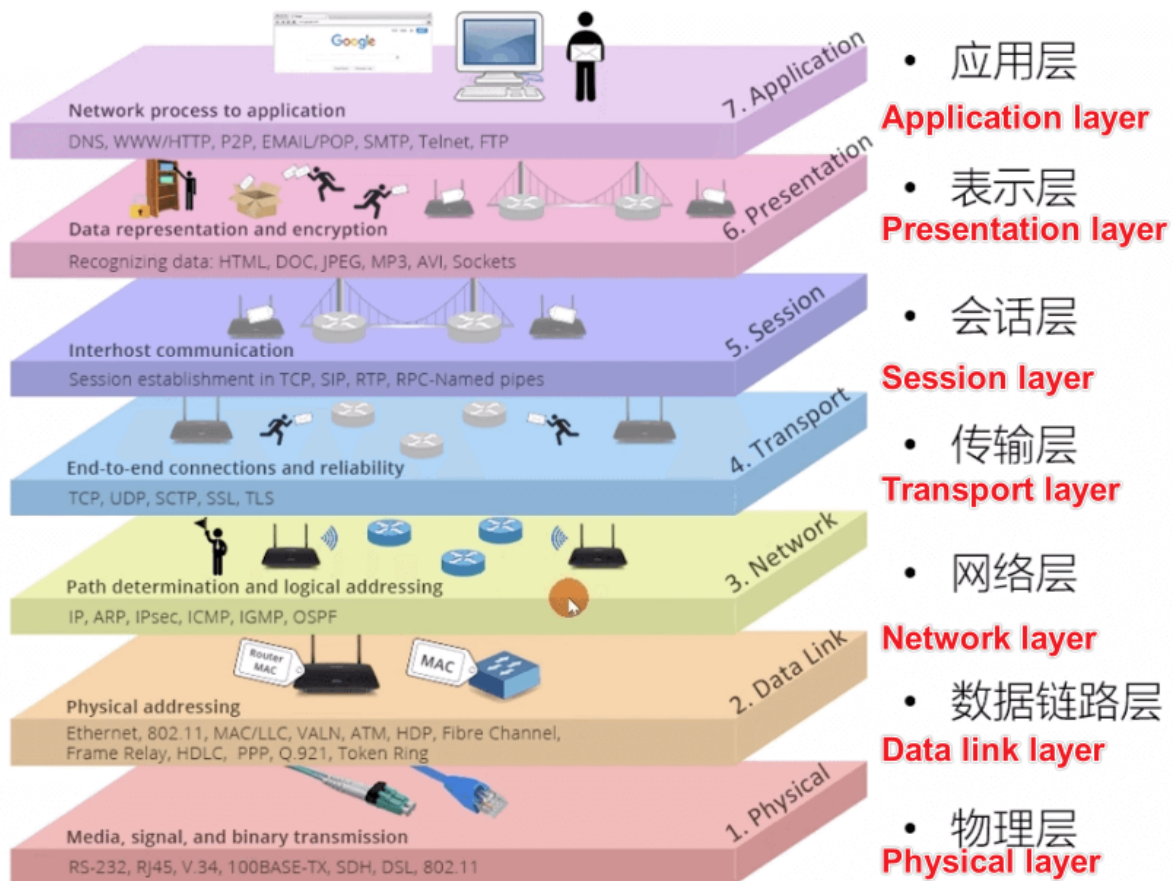 Google
7. Application
Network process to application
DNS, WWW/HTTP, P2P, EMAIL/POP, SMTP, Telnet, FTP
• 应用层
Application layer
6. Presentation
Data representation and encryption
Recognizing data: HTML, DOC, JPEG, MP3, AVI, Sockets
• 表示层
Presentation layer
5. Session
Interhost communication
Session establishment in TCP, SIP, RTP, RPC-Named pipes
• 会话层
Session layer
4. Transport
End-to-end connections and reliability
TCP, UDP, SCTP, SSL, TLS
• 传输层
Transport layer
3. Network
Path determination and logical addressing
IP, ARP, IPsec, ICMP, IGMP, OSPF
• 网络层
Network layer
Router
MAC
MAC
2. Data Link
Physical addressing
Ethernet, 802.11, MAC/LLC, VALN, ATM, HDP, Fibre Channel,
Frame Relay, HDLC, PPP, Q.921, Token Ring
• 数据链路层
Data link layer
1. Physical
Media, signal, and binary transmission
RS-232, RJ45, V.34, 100BASE-TX, SDH, DSL, 802.11
• 物理层
Physical layer